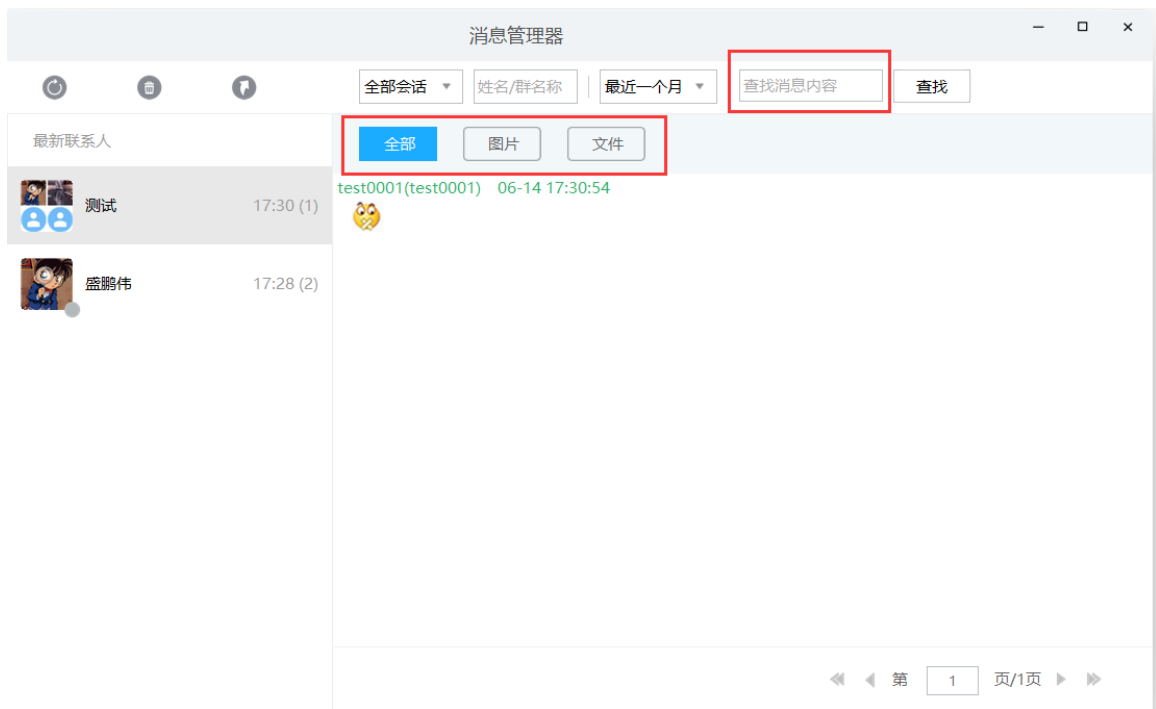 消息管理器
全部会话 姓名/群名称 最近一个月 查找消息内容 查找
最新联系人
全部 图片 文件
测试 17:30 (1)
test0001(test0001) 06-14 17:30:54
盛鹏伟 17:28 (2)
第 1 页/1页